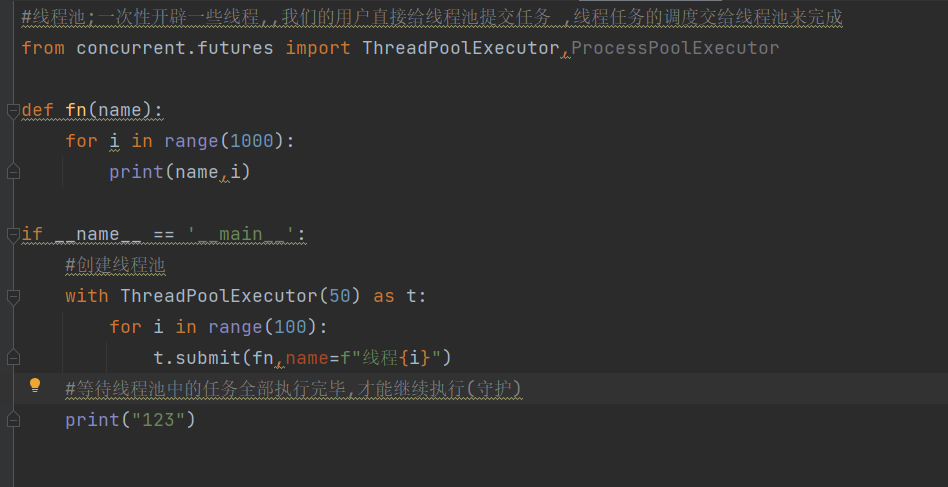 #线程池;一次性开辟一些线程,,我们的用户直接给线程池提交任务 ,线程任务的调度交给线程池来完成
from concurrent.futures import ThreadPoolExecutor,ProcessPoolExecutor
def fn(name):
    for i in range(1000):
        print(name,i)
if __name__ == '__main__':
    #创建线程池
    with ThreadPoolExecutor(50) as t:
        for i in range(100):
            t.submit(fn,name=f"线程{i}")
    #等待线程池中的任务全部执行完毕,才能继续执行(守护)
    print("123")